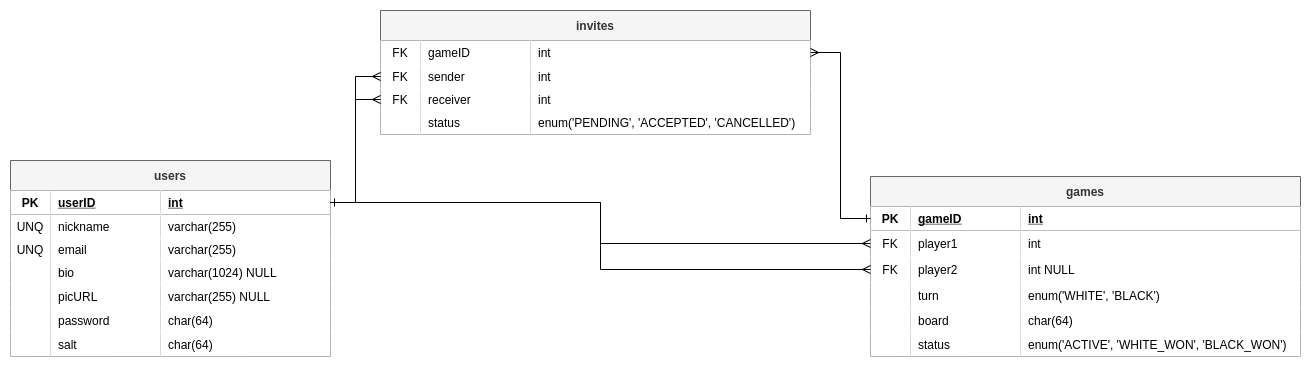 invites
FK gameID int
FK sender int
FK receiver int
status enum('PENDING', 'ACCEPTED', 'CANCELLED')
users
PK userID int
UNQ nickname varchar(255)
UNQ email varchar(255)
bio varchar(1024) NULL
picURL varchar(255) NULL
password char(64)
salt char(64)
games
PK gameID int
FK player1 int
FK player2 int NULL
turn enum('WHITE', 'BLACK')
board char(64)
status enum('ACTIVE', 'WHITE_WON', 'BLACK_WON')